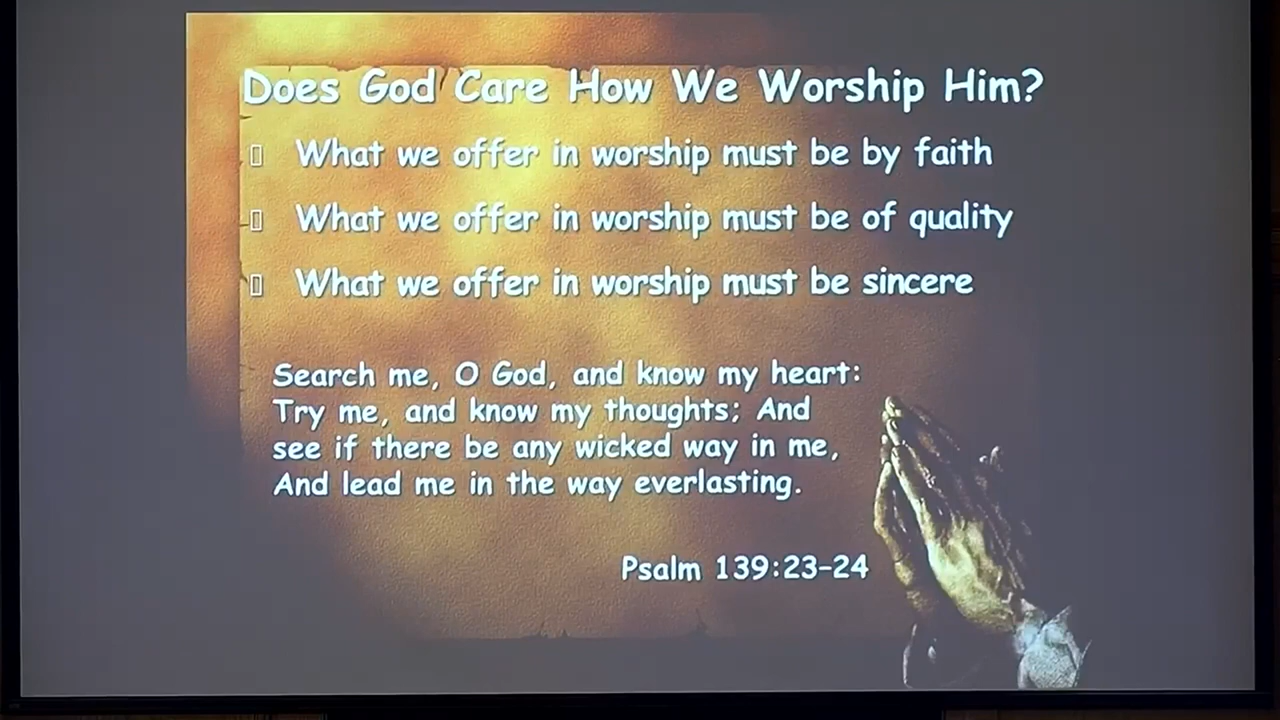 Does God Care How We Worship Him?
What we offer in worship must be by faith
What we offer in worship must be of quality
What we offer in worship must be sincere
Search me, O God, and know my heart:
Try me, and know my thoughts; And
see if there be any wicked way in me,
And lead me in the way everlasting.
Psalm 139:23–24